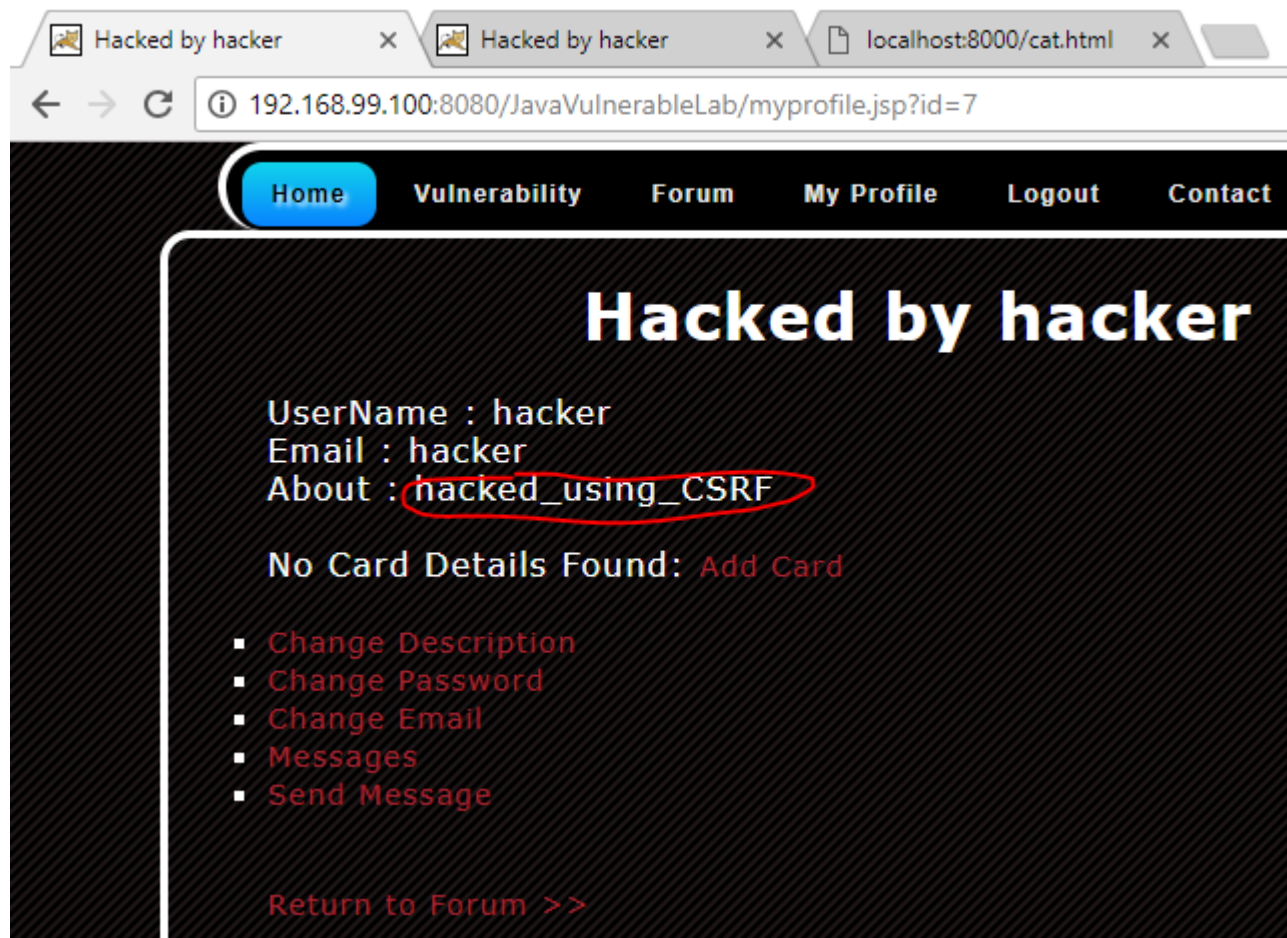 Hacked by hacker
Hacked by hacker
localhost:8000/cat.html
192.168.99.100:8080/JavaVulnerableLab/myprofile.jsp?id=7
Home Vulnerability Forum My Profile Logout Contact
Hacked by hacker
UserName : hacker
Email : hacker
About : hacked_using_CSRF
No Card Details Found: Add Card
Change Description
Change Password
Change Email
Messages
Send Message
Return to Forum >>